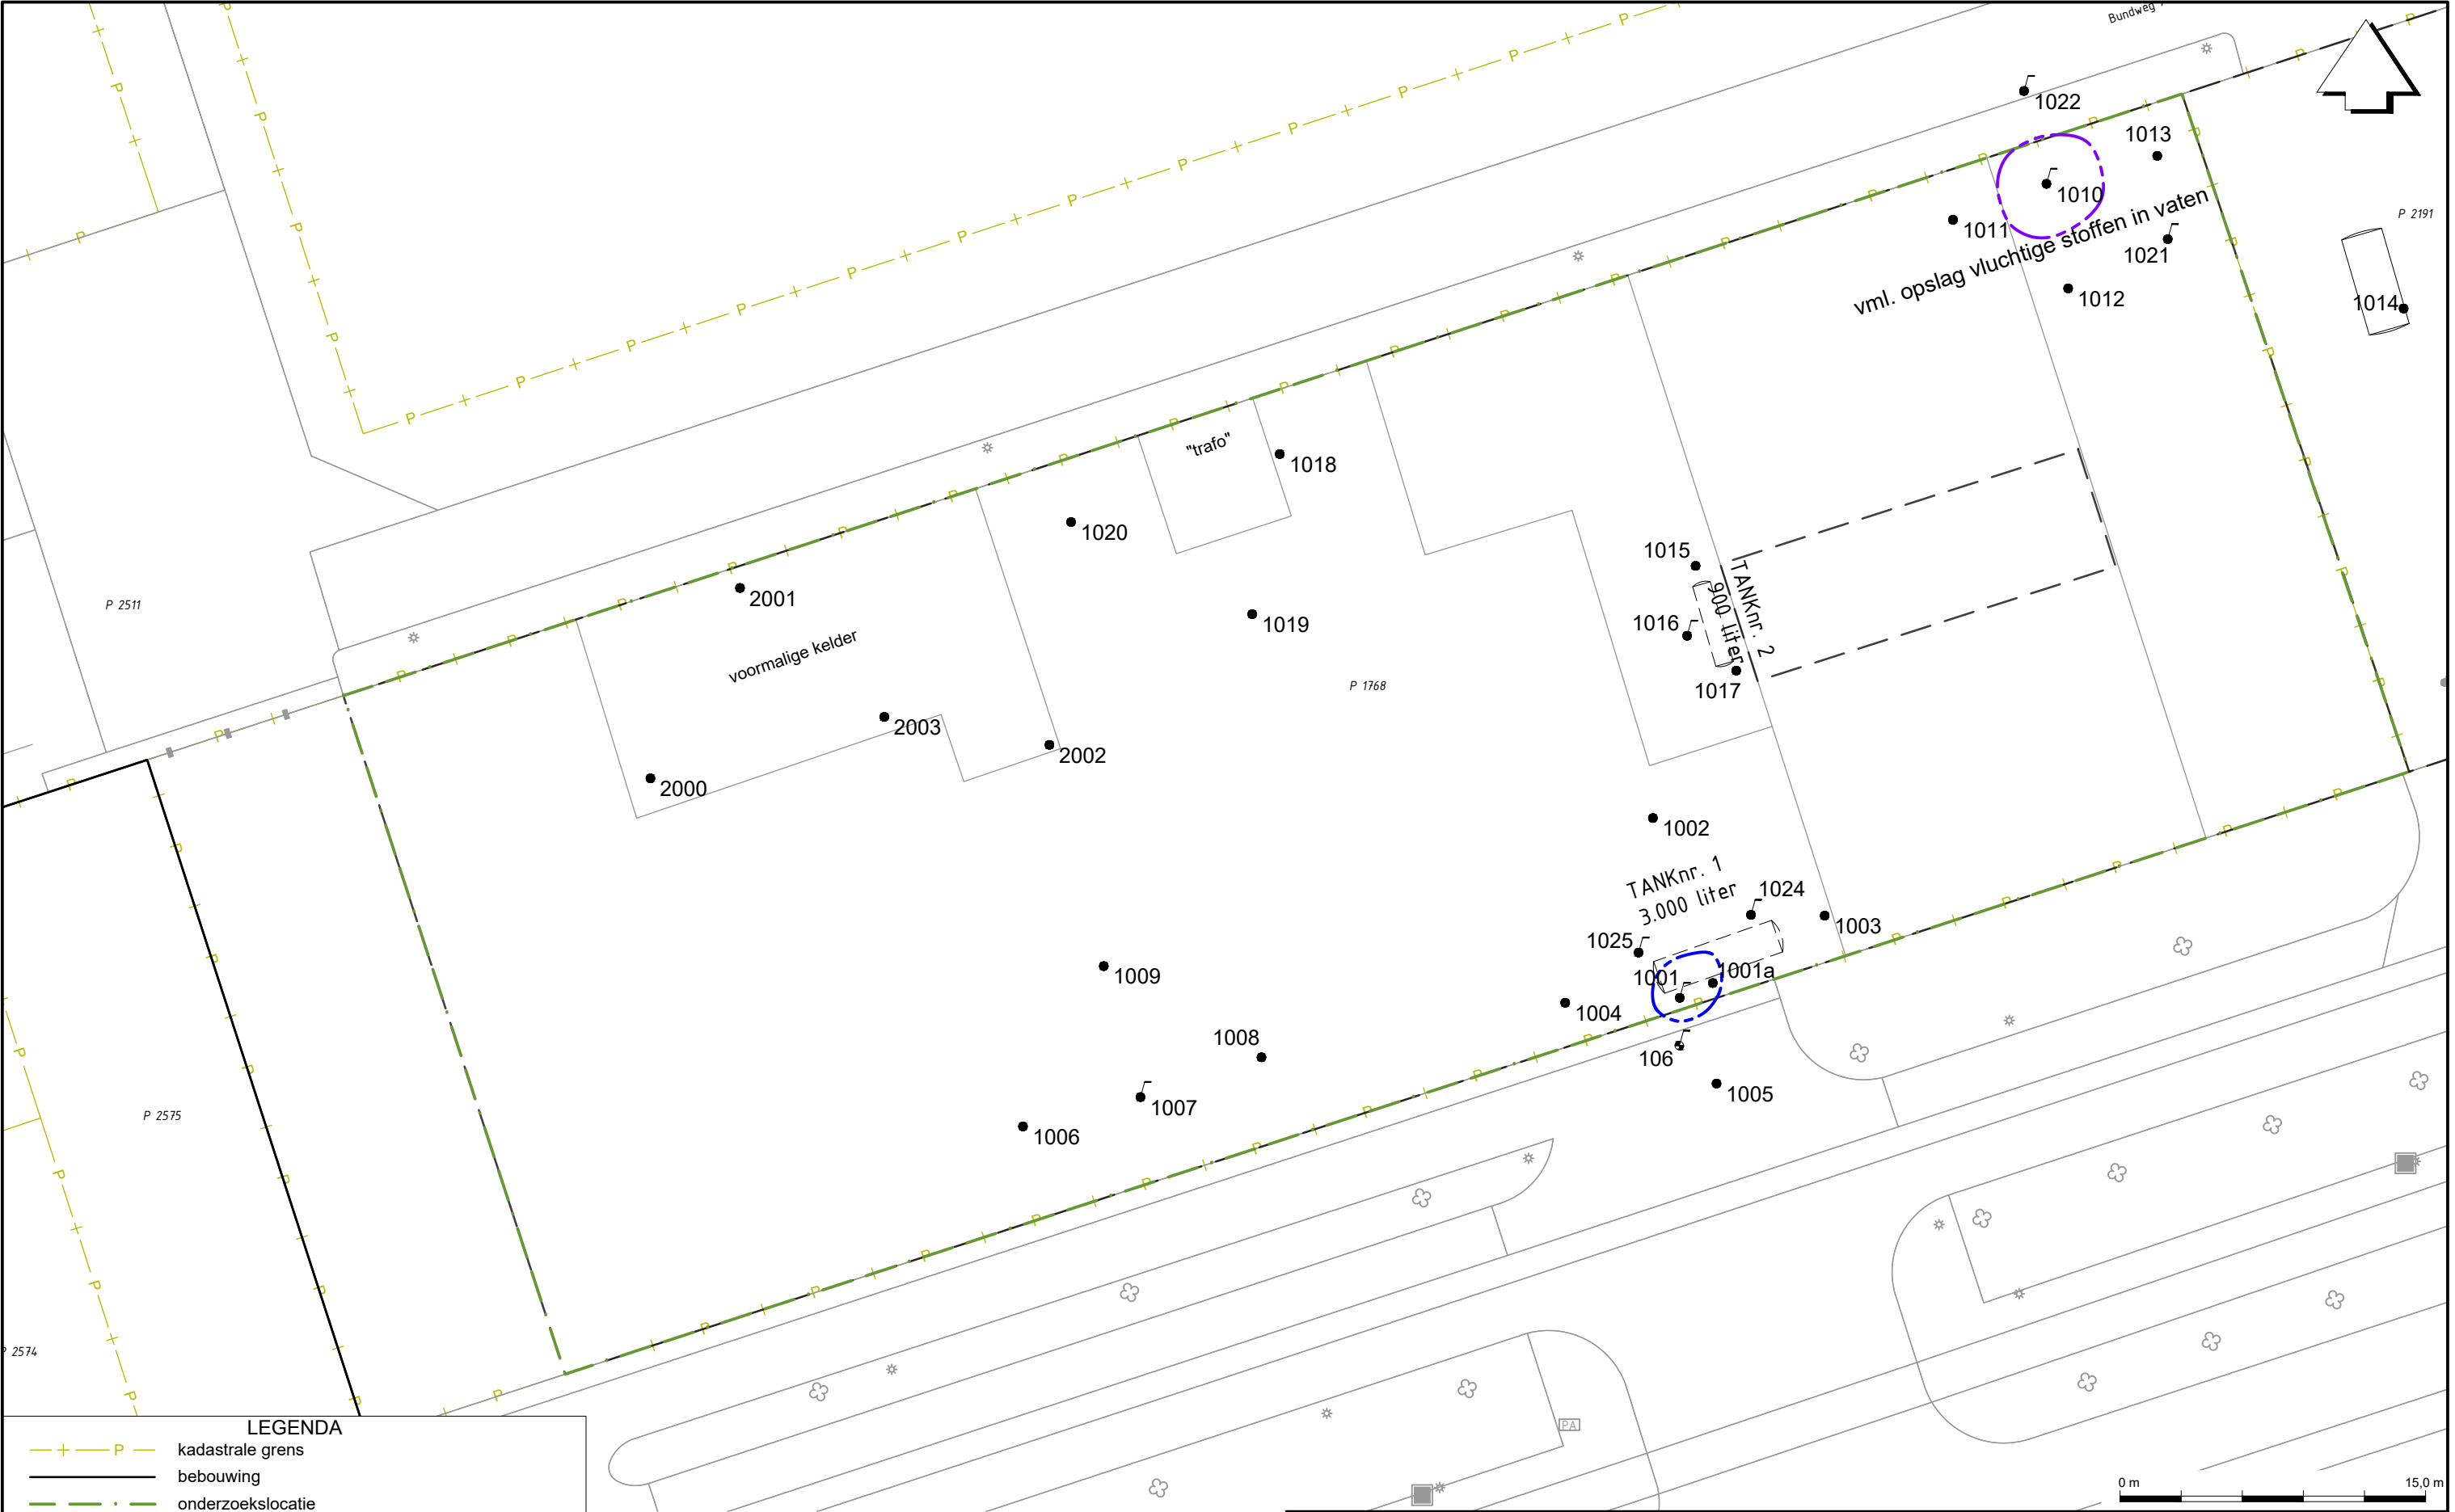 Bundweg
1022
1013
1010
1011
vml. opslag vluchtige stoffen in vaten
1021
P 2191
1012
1014
"trafo"
1018
1020
1015
TANKnr. 2
900 liter
1016
1017
P 2511
2001
1019
voormalige kelder
P 1768
2003
2002
2000
1002
TANKnr. 1
3.000 liter
1024
1003
1025
1001
1001a
1009
1004
1008
106
1005
1007
1006
P 2575
P 2574
PA
LEGENDA
P kadastrale grens
bebouwing
onderzoekslocatie
0 m 15,0 m